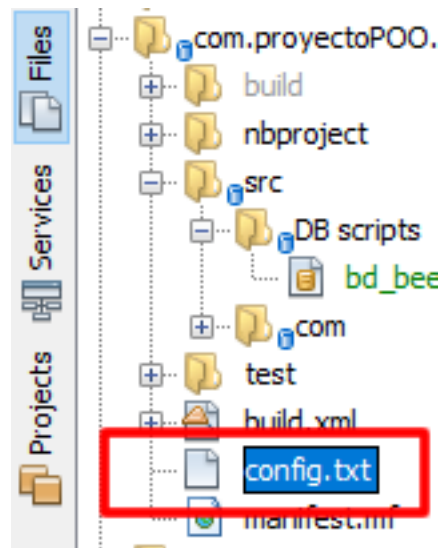 Files
Services
Projects
com.proyectoPOO.
build
nbproject
src
DB scripts
bd_bee
com
test
build.xml
config.txt
manifest.mf